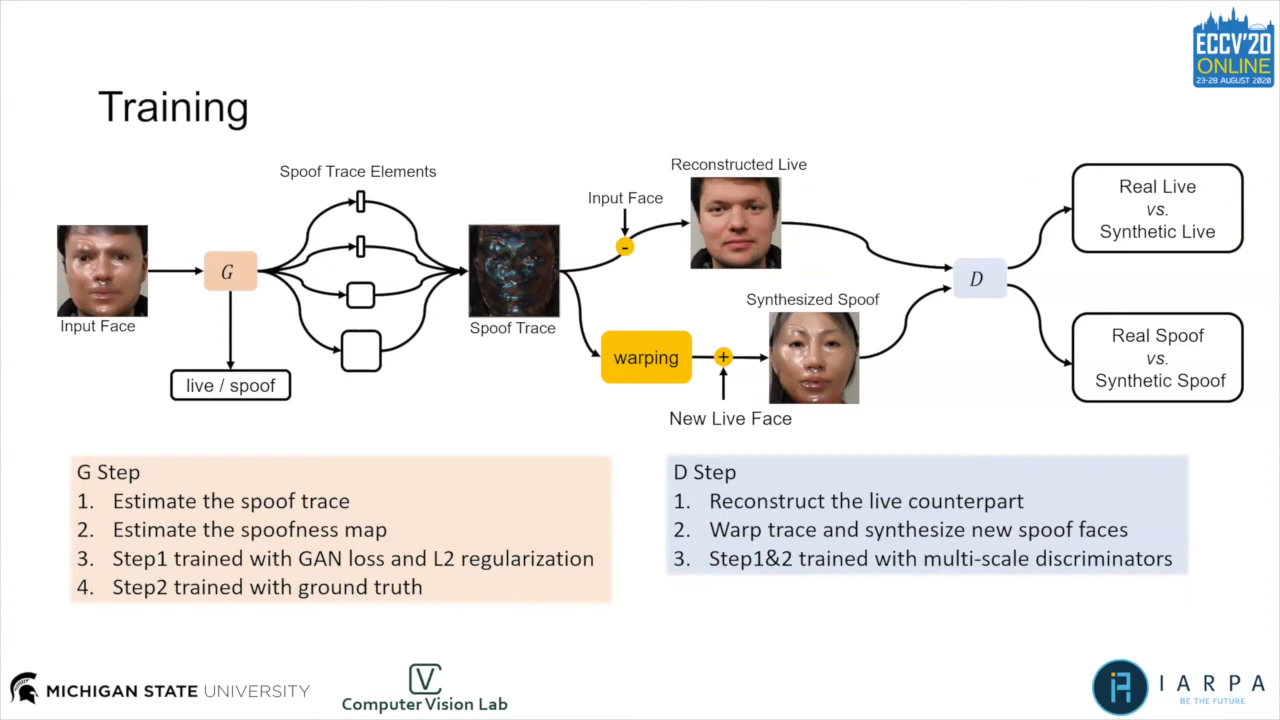 ECCV'20
ONLINE
23-28 AUGUST 2020
Training
Spoof Trace Elements
Input Face
G
live / spoof
Spoof Trace
Input Face
-
Reconstructed Live
warping
+
New Live Face
Synthesized Spoof
D
Real Live
vs.
Synthetic Live
Real Spoof
vs.
Synthetic Spoof
G Step
1. Estimate the spoof trace
2. Estimate the spoofness map
3. Step1 trained with GAN loss and L2 regularization
4. Step2 trained with ground truth
D Step
1. Reconstruct the live counterpart
2. Warp trace and synthesize new spoof faces
3. Step1&2 trained with multi-scale discriminators
MICHIGAN STATE UNIVERSITY
Computer Vision Lab
IARPA
BE THE FUTURE